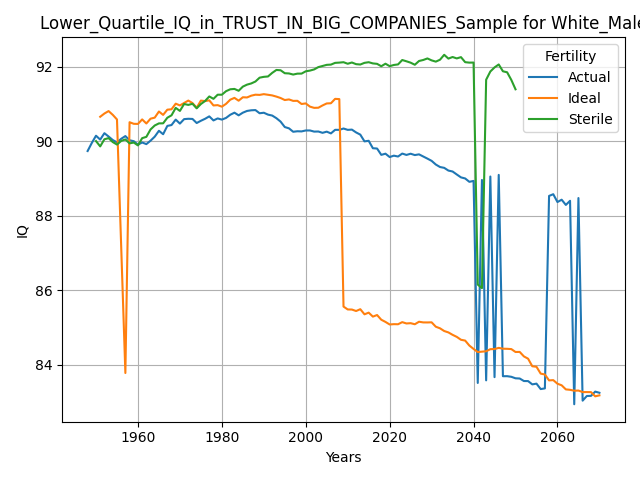 Lower_Quartile_IQ_in_TRUST_IN_BIG_COMPANIES_Sample for White_Male
Fertility
Actual
Ideal
Sterile
92
90
88
86
84
IQ
1960
1980
2000
2020
2040
2060
Years